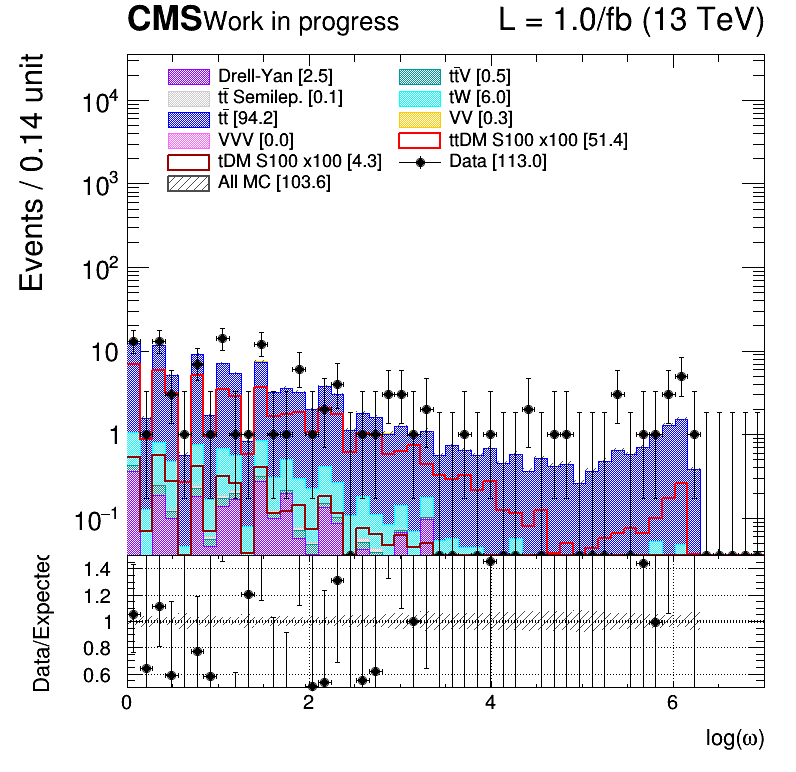 CMS Work in progress L = 1.0/fb (13 TeV)
Events / 0.14 unit
Drell-Yan [2.5]
tt̄V [0.5]
tt̄ Semilep. [0.1]
tW [6.0]
tt̄ [94.2]
VV [0.3]
VVV [0.0]
ttDM S100 x100 [51.4]
tDM S100 x100 [4.3]
Data [113.0]
All MC [103.6]
10⁴
10³
10²
10
1
10⁻¹
Data/Expected
1.4
1.2
1
0.8
0.6
0 2 4 6
log(ω)